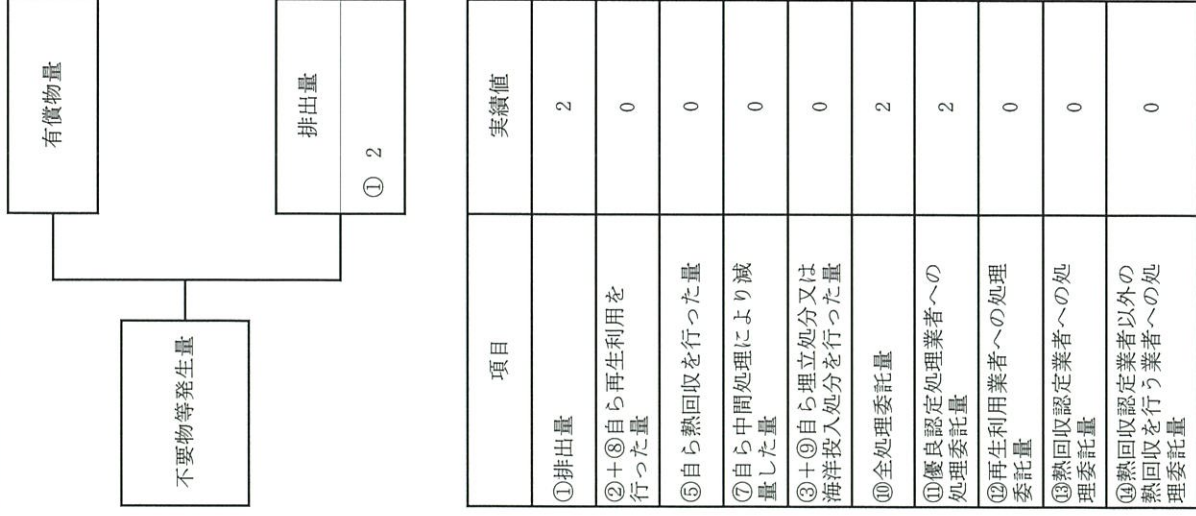 不要物等発生量
有償物量
排出量
① 2
項目
実績値
①排出量
2
②+⑧自ら再生利用を
行った量
0
⑤自ら熱回収を行った量
0
⑦自ら中間処理により減
量した量
0
③+⑨自ら埋立処分又は
海洋投入処分を行った量
0
⑩全処理委託量
2
⑪優良認定処理業者への
処理委託量
2
⑫再生利用業者への処理
委託量
0
⑬熱回収認定業者への処
理委託量
0
⑭熱回収認定業者以外の
熱回収を行う業者への処
理委託量
0